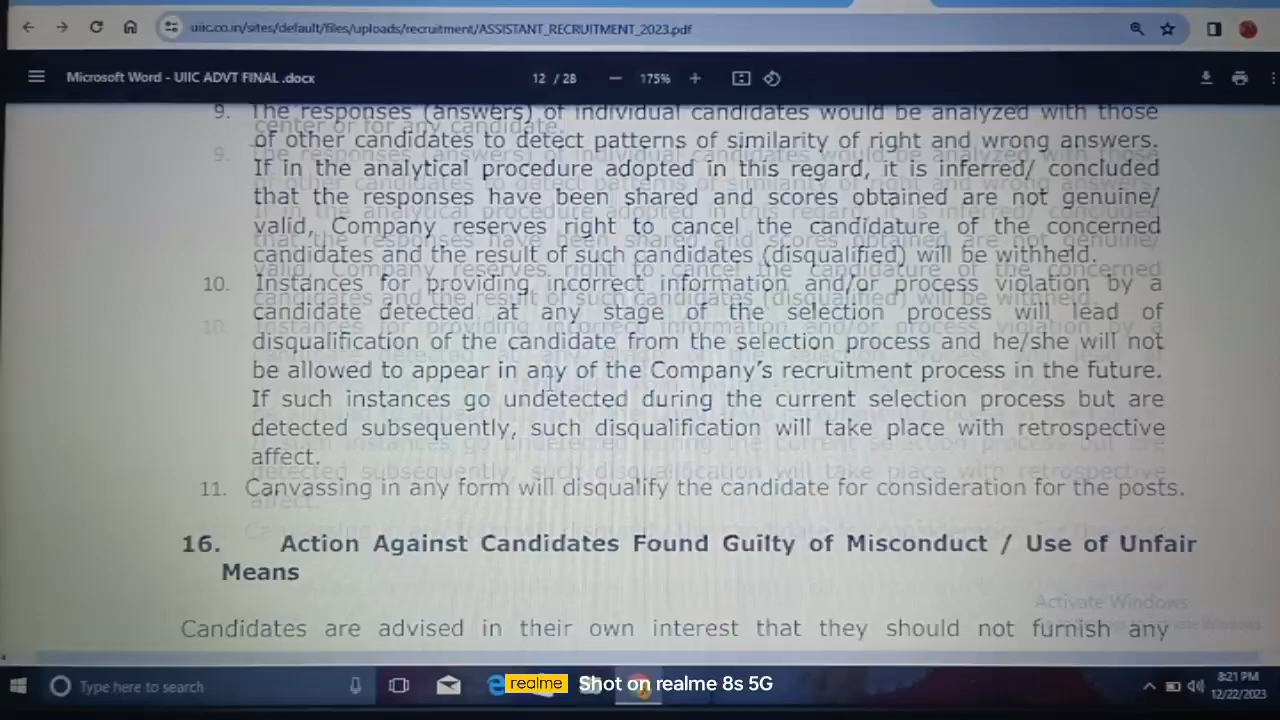 uiic.co.in/sites/default/files/uploads/recruitment/ASSISTANT_RECRUITMENT_2023.pdf
Microsoft Word - UIIC ADVT FINAL .docx
12 / 28
175%
9. The responses (answers) of individual candidates would be analyzed with those
of other candidates to detect patterns of similarity of right and wrong answers.
If in the analytical procedure adopted in this regard, it is inferred/ concluded
that the responses have been shared and scores obtained are not genuine/
valid, Company reserves right to cancel the candidature of the concerned
candidates and the result of such candidates (disqualified) will be withheld.
10. Instances for providing incorrect information and/or process violation by a
candidate detected at any stage of the selection process will lead of
disqualification of the candidate from the selection process and he/she will not
be allowed to appear in any of the Company's recruitment process in the future.
If such instances go undetected during the current selection process but are
detected subsequently, such disqualification will take place with retrospective
affect.
11. Canvassing in any form will disqualify the candidate for consideration for the posts.
16. Action Against Candidates Found Guilty of Misconduct / Use of Unfair
Means
Activate Windows
Candidates are advised in their own interest that they should not furnish any
Type here to search
realme Shot on realme 8s 5G
8:21 PM
12/22/2023